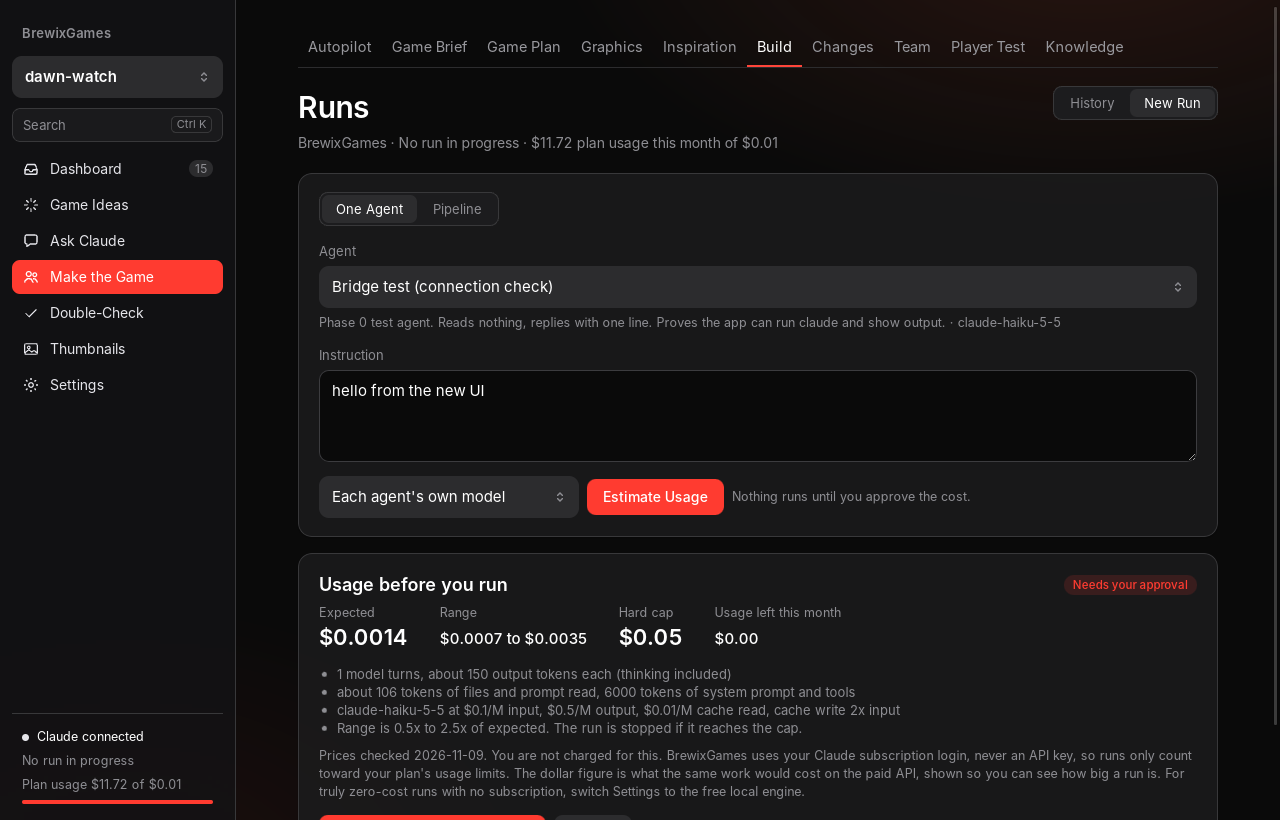 BrewixGames
dawn-watch
Search
Ctrl K
Dashboard
15
Game Ideas
Ask Claude
Make the Game
Double-Check
Thumbnails
Settings
Claude connected
No run in progress
Plan usage $11.72 of $0.01
Autopilot Game Brief Game Plan Graphics Inspiration Build Changes Team Player Test Knowledge
Runs
History New Run
BrewixGames · No run in progress · $11.72 plan usage this month of $0.01
One Agent Pipeline
Agent
Bridge test (connection check)
Phase 0 test agent. Reads nothing, replies with one line. Proves the app can run claude and show output. · claude-haiku-5-5
Instruction
hello from the new UI
Each agent's own model
Estimate Usage
Nothing runs until you approve the cost.
Usage before you run
Needs your approval
Expected Range Hard cap Usage left this month
$0.0014 $0.0007 to $0.0035 $0.05 $0.00
• 1 model turns, about 150 output tokens each (thinking included)
• about 106 tokens of files and prompt read, 6000 tokens of system prompt and tools
• claude-haiku-5-5 at $0.1/M input, $0.5/M output, $0.01/M cache read, cache write 2x input
• Range is 0.5x to 2.5x of expected. The run is stopped if it reaches the cap.
Prices checked 2026-11-09. You are not charged for this. BrewixGames uses your Claude subscription login, never an API key, so runs only count
toward your plan's usage limits. The dollar figure is what the same work would cost on the paid API, shown so you can see how big a run is. For
truly zero-cost runs with no subscription, switch Settings to the free local engine.